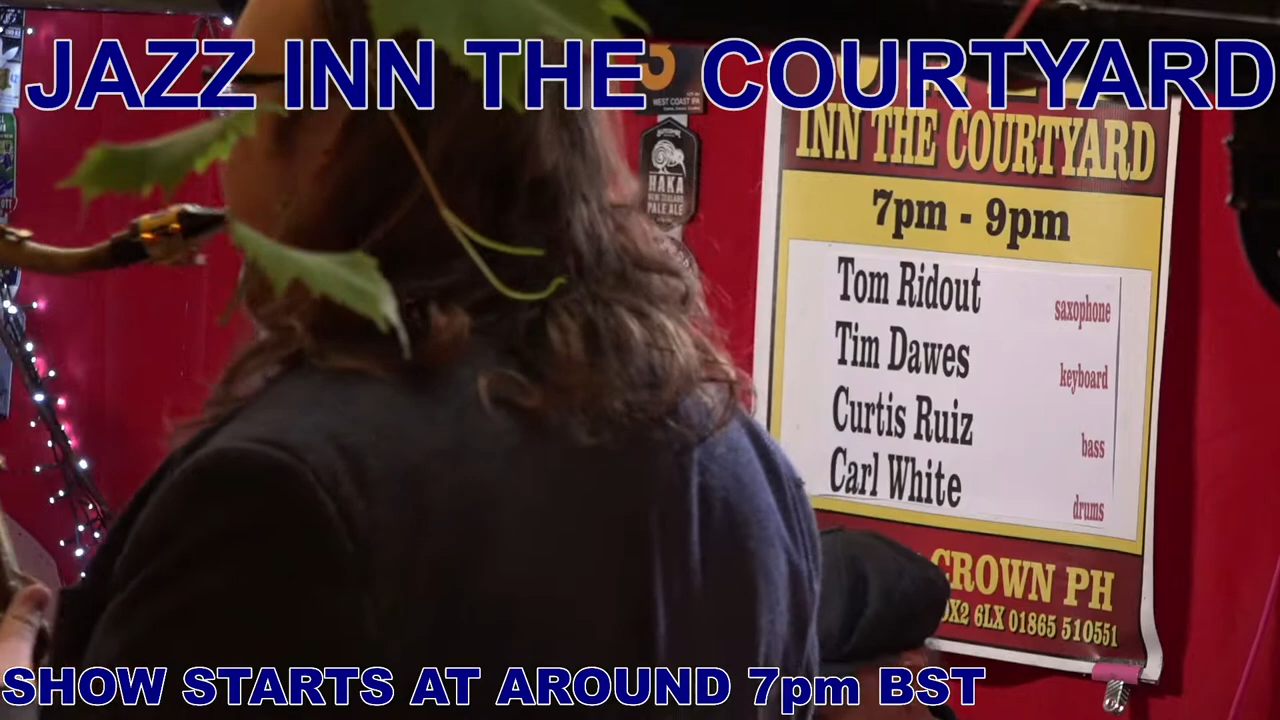 JAZZ INN THE COURTYARD
WEST COAST IPA
HAKA
NEW ZEALAND
PALE ALE
INN THE COURTYARD
7pm - 9pm
Tom Ridout saxophone
Tim Dawes keyboard
Curtis Ruiz bass
Carl White drums
CROWN PH
OX2 6LX 01865 510551
SHOW STARTS AT AROUND 7pm BST